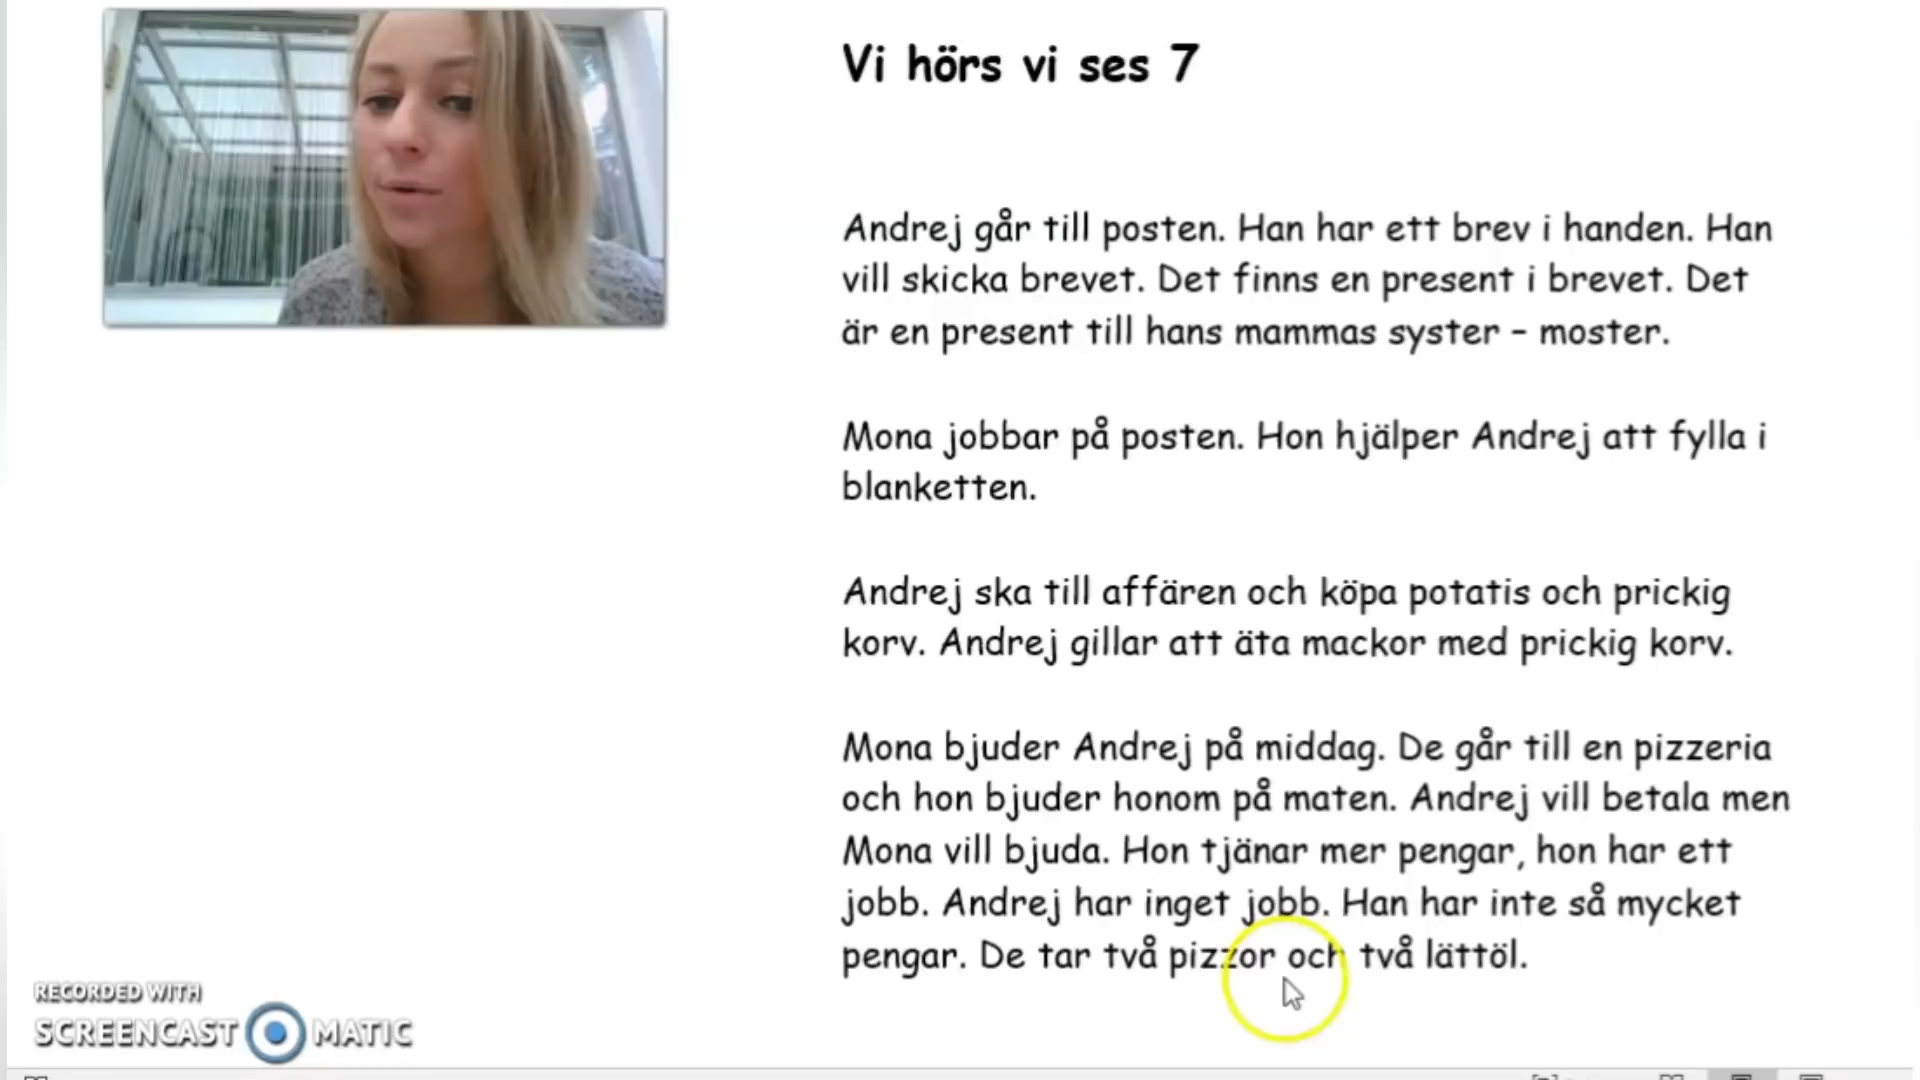 Vi hörs vi ses 7
Andrej går till posten. Han har ett brev i handen. Han
vill skicka brevet. Det finns en present i brevet. Det
är en present till hans mammas syster – moster.
Mona jobbar på posten. Hon hjälper Andrej att fylla i
blanketten.
Andrej ska till affären och köpa potatis och prickig
korv. Andrej gillar att äta mackor med prickig korv.
Mona bjuder Andrej på middag. De går till en pizzeria
och hon bjuder honom på maten. Andrej vill betala men
Mona vill bjuda. Hon tjänar mer pengar, hon har ett
jobb. Andrej har inget jobb. Han har inte så mycket
pengar. De tar två pizzor och två lättöl.
RECORDED WITH
SCREENCAST MATIC